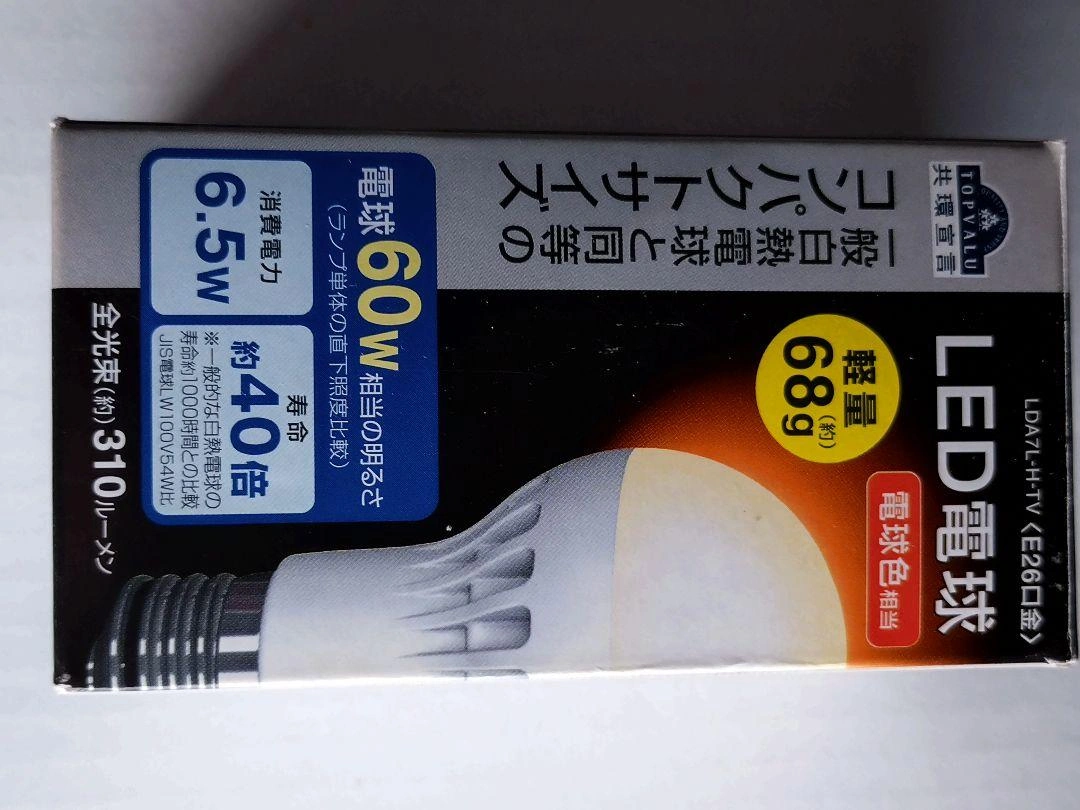 TOPVALU
共環宣言
一般白熱電球と同等の
コンパクトサイズ
LDA7L-H-TV〈E26口金〉
LED電球
軽量
68g(約)
電球色相当
電球60W相当の明るさ
(ランプ単体の直下照度比較)
消費電力
6.5W
寿命
約40倍
※一般的な白熱電球の
寿命約1000時間との比較
JIS電球LW100V54W比
全光束(約)310ルーメン